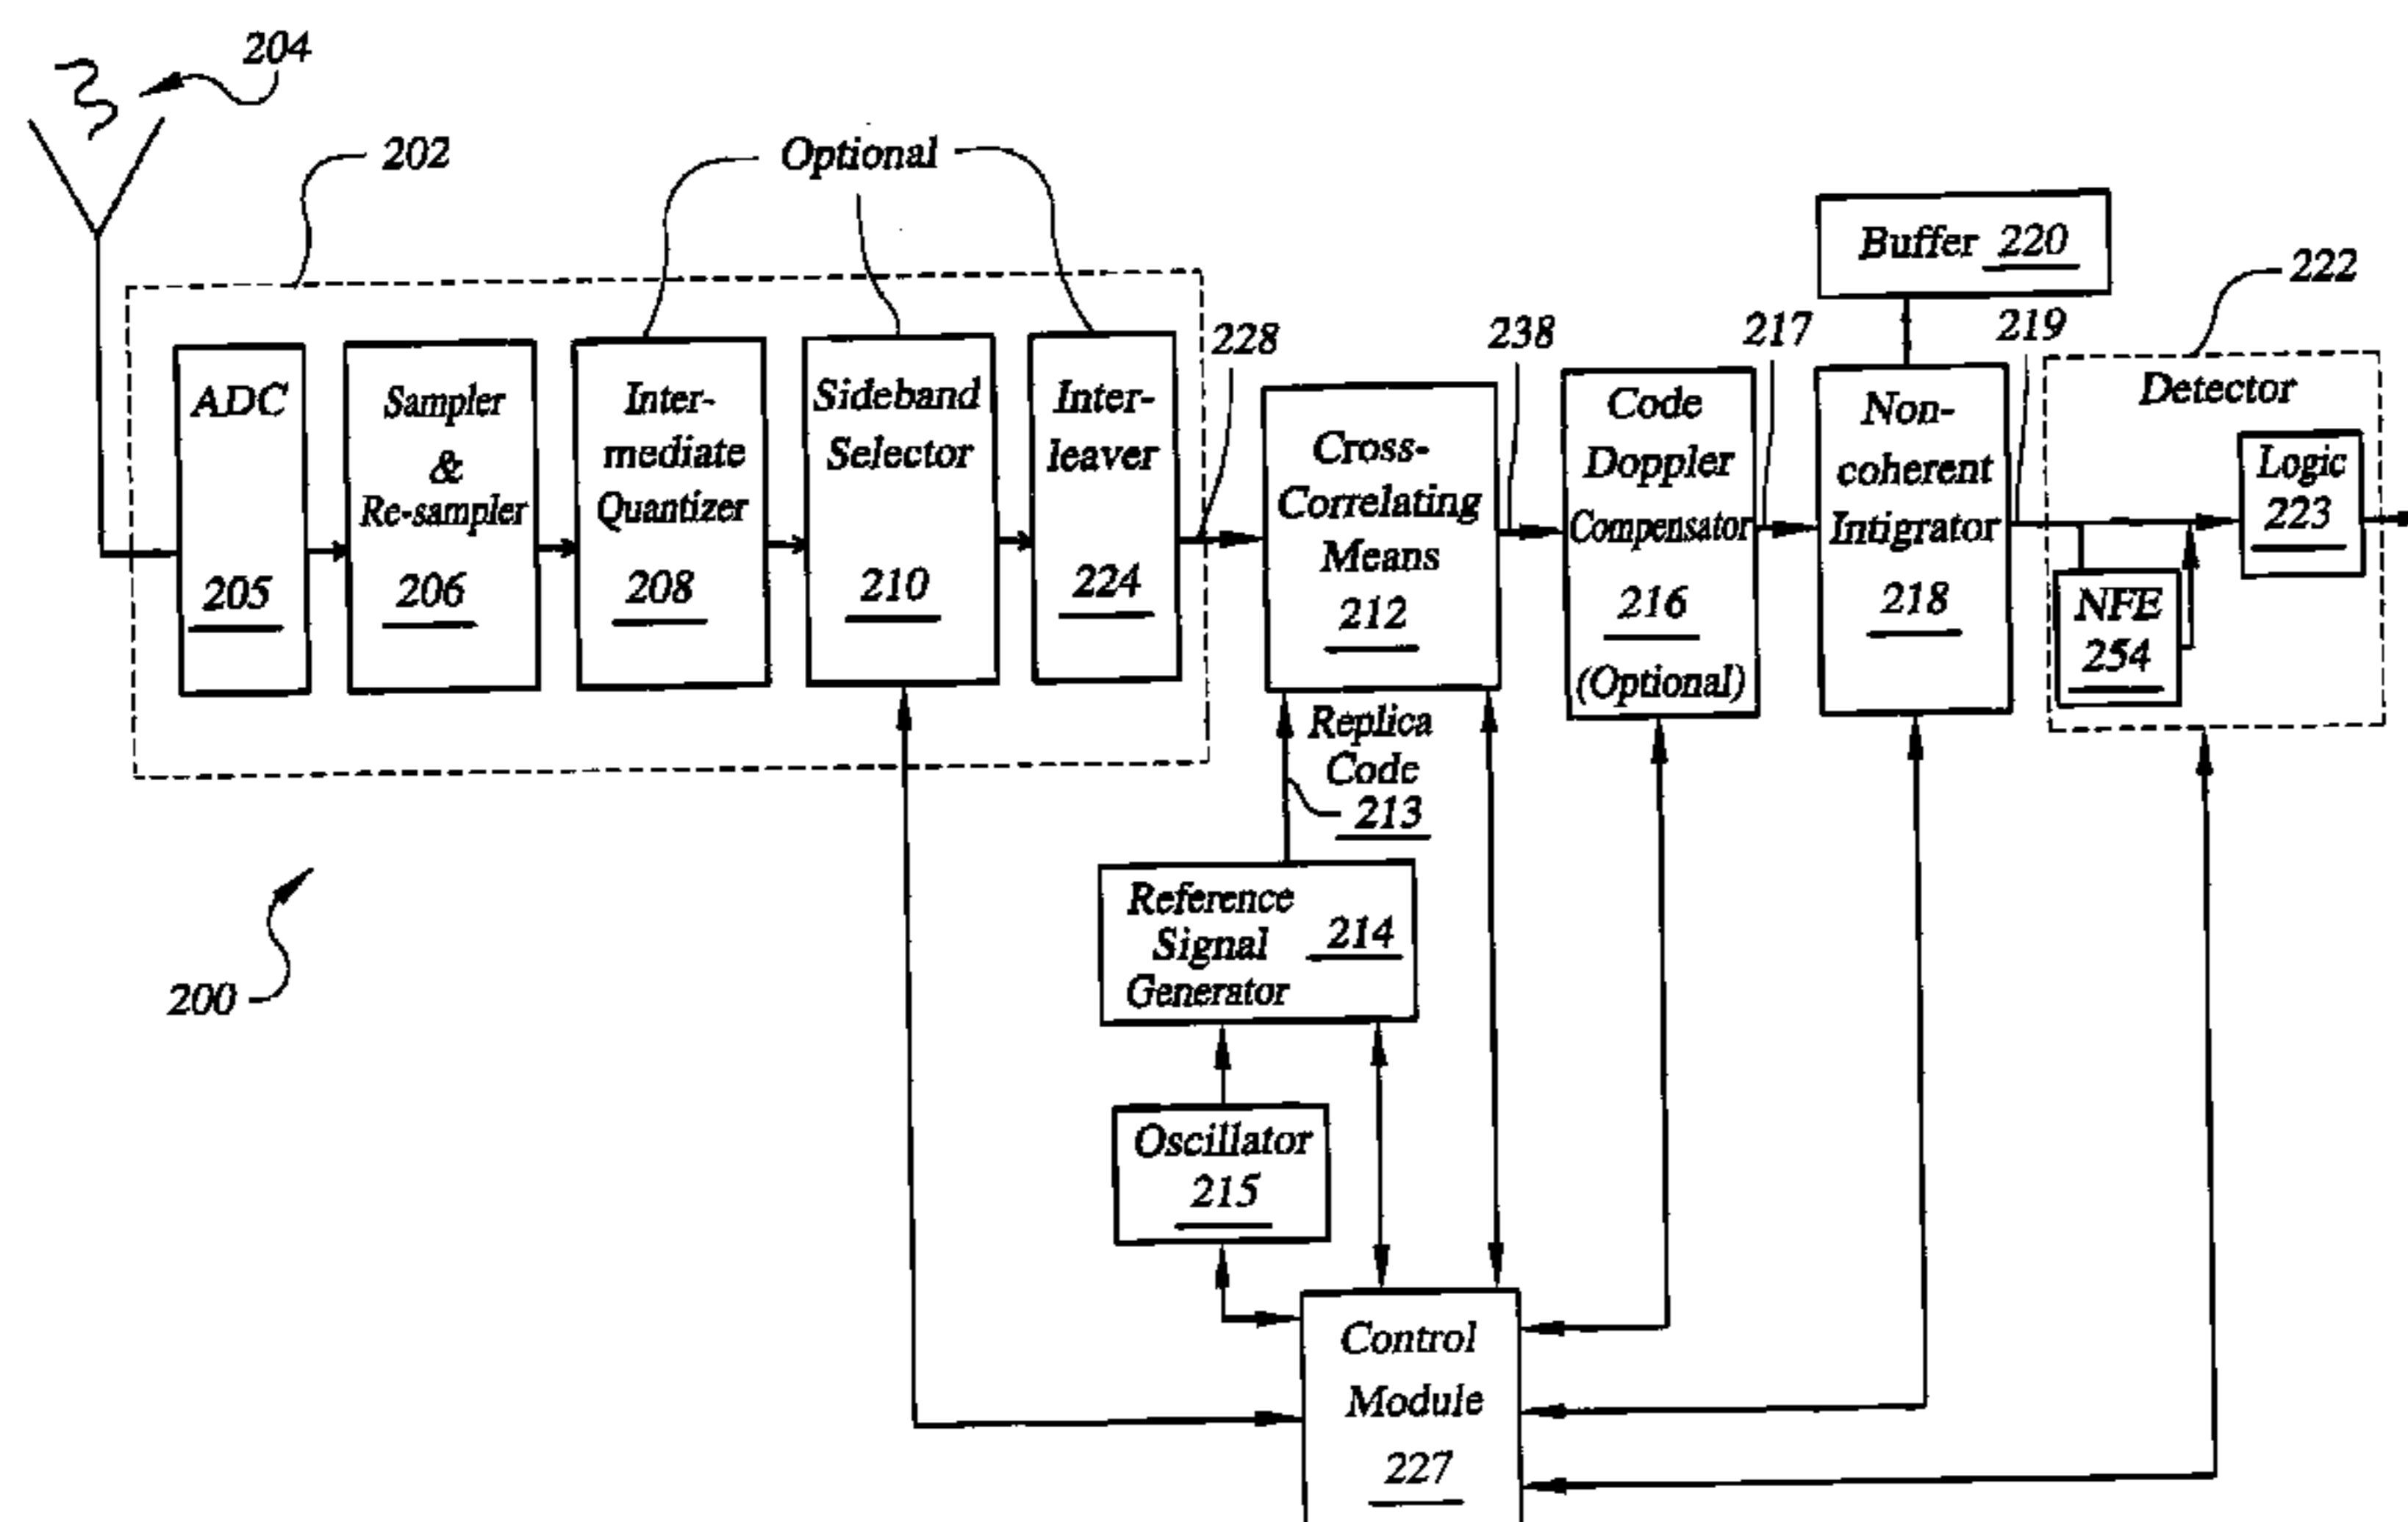 204
202
Optional
Buffer 220
222
228
238
217
219
ADC
205
Sampler
&
Re-sampler
206
Inter-
mediate
Quantizer
208
Sideband
Selector
210
Inter-
leaver
224
Cross-
Correlating
Means
212
Code
Doppler
Compensator
216
(Optional)
Non-
coherent
Intigrator
218
Detector
Logic
223
NFE
254
Replica
Code
213
Reference
Signal
Generator
214
200
Oscillator
215
Control
Module
227